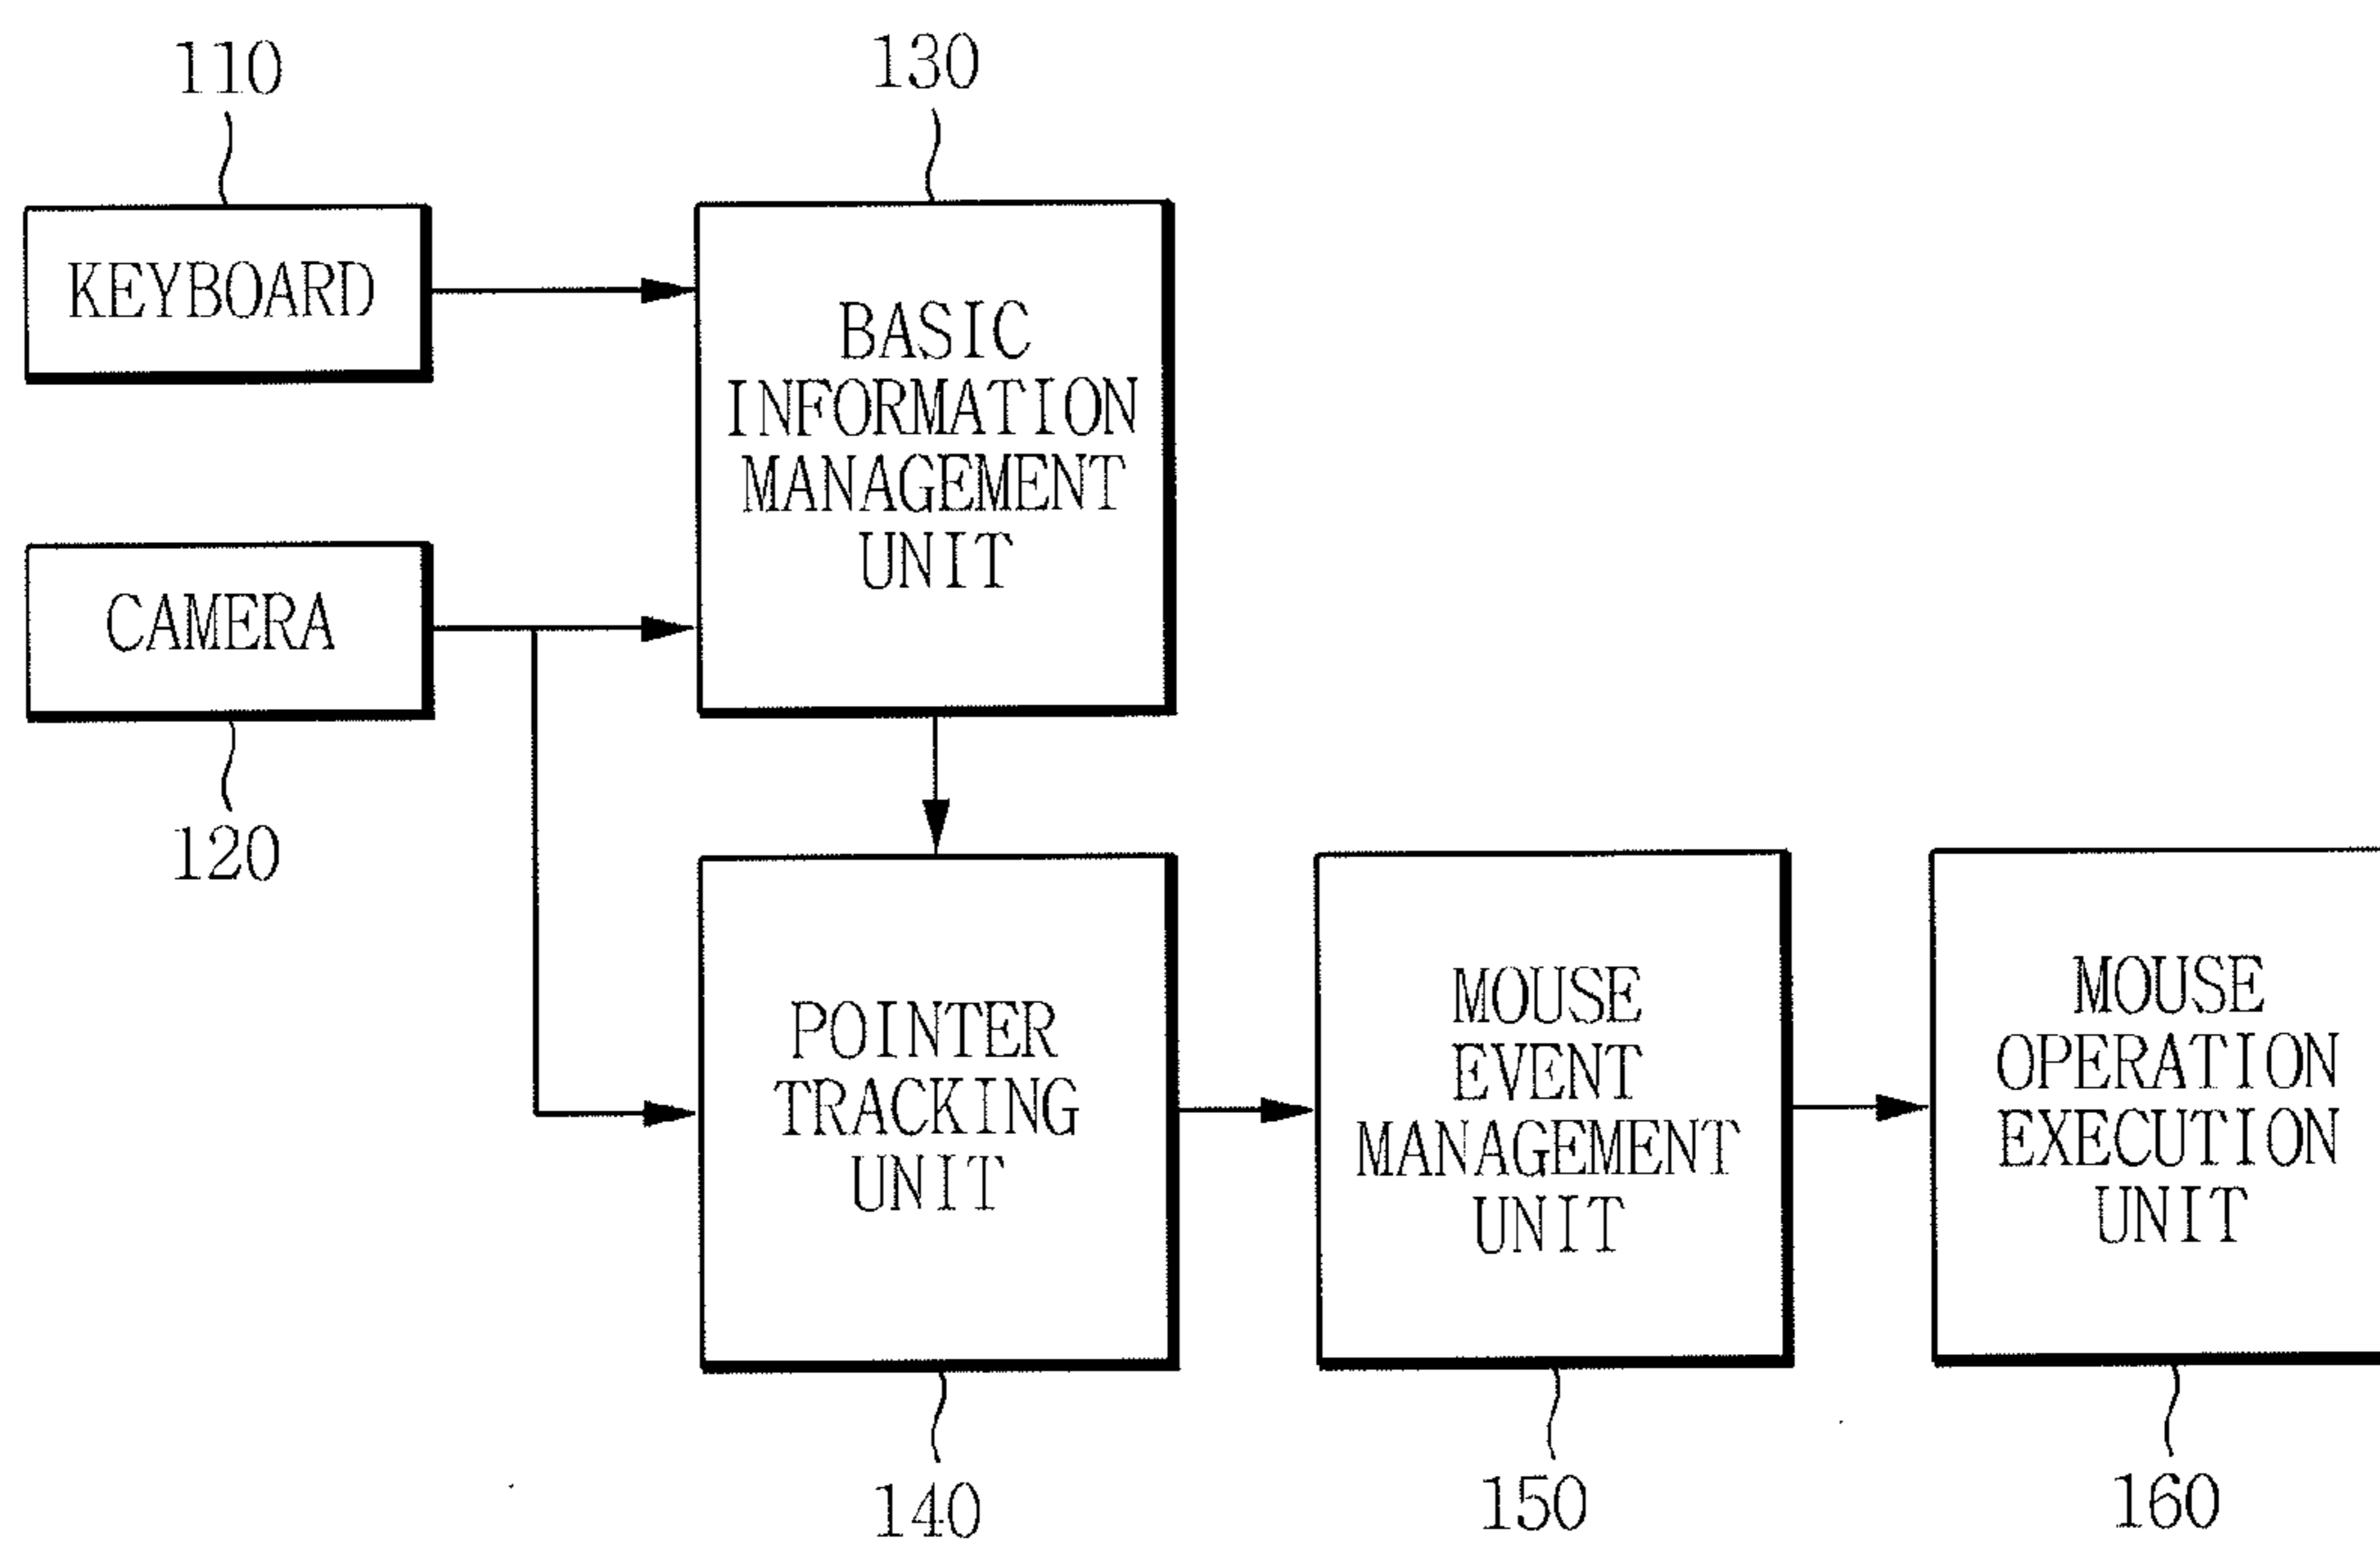 110
130
KEYBOARD
BASIC
INFORMATION
MANAGEMENT
UNIT
CAMERA
120
POINTER
TRACKING
UNIT
MOUSE
EVENT
MANAGEMENT
UNIT
MOUSE
OPERATION
EXECUTION
UNIT
140
150
160